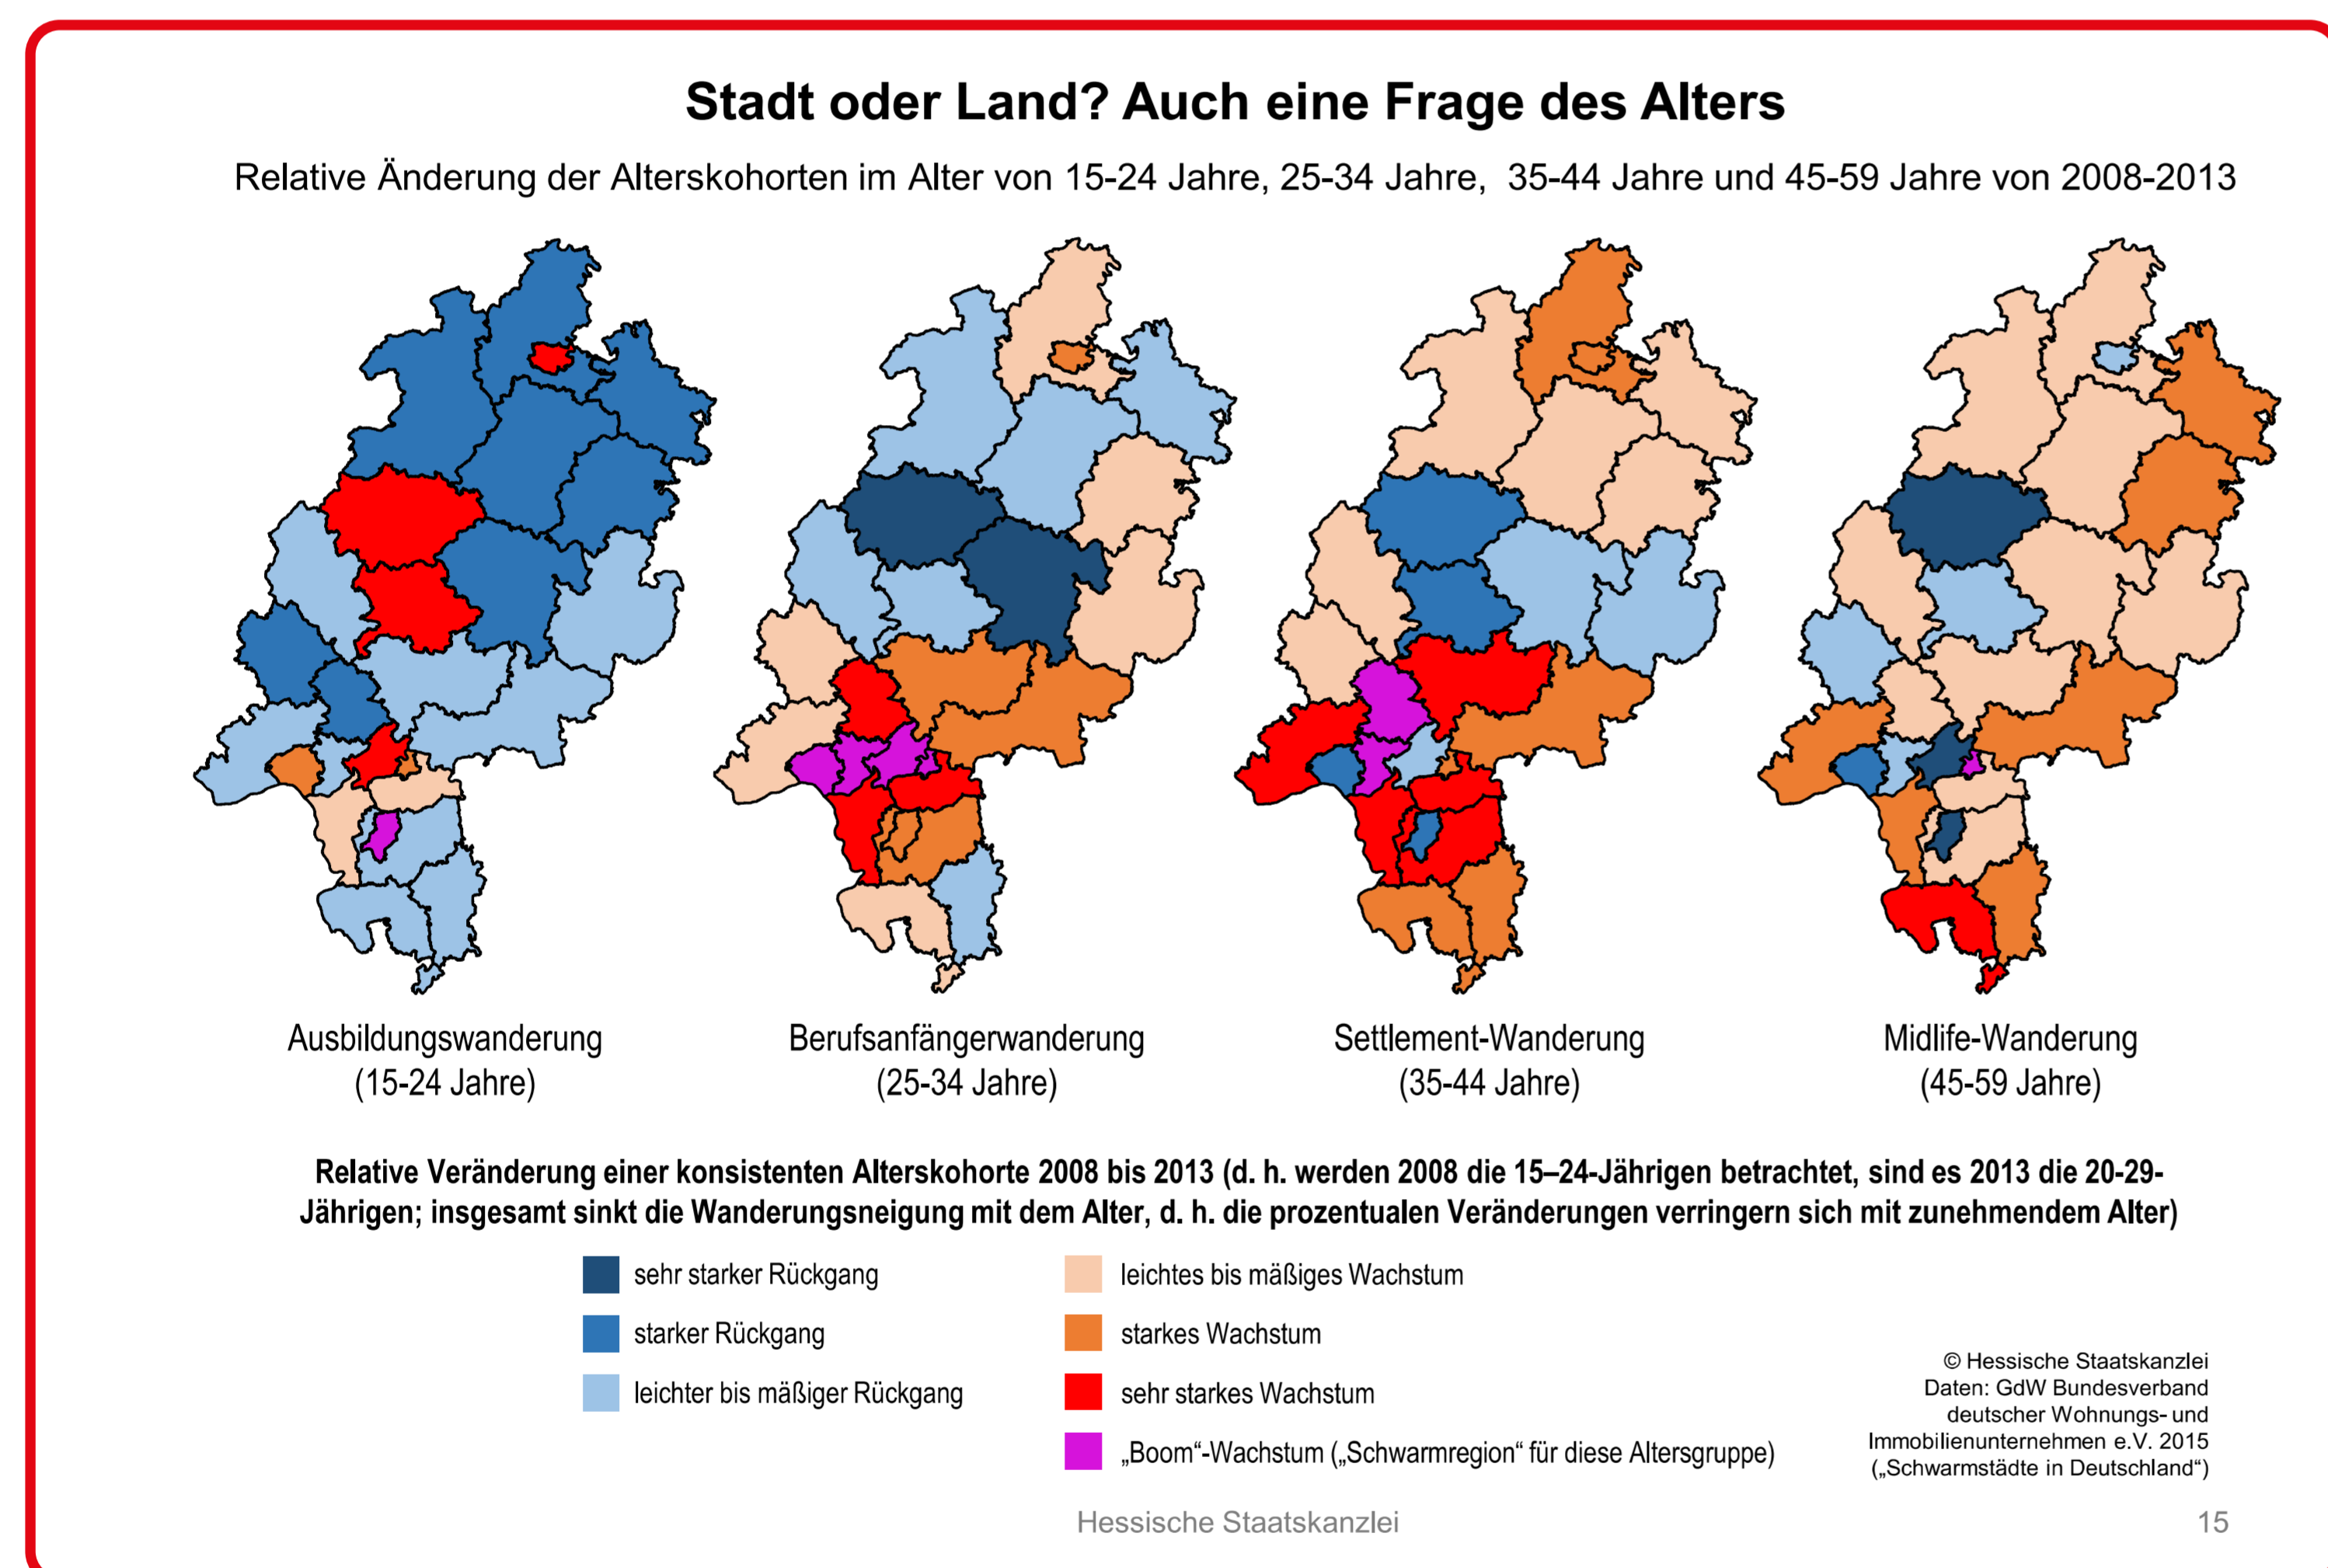 Stadt oder Land? Auch eine Frage des Alters
Relative Änderung der Alterskohorten im Alter von 15-24 Jahre, 25-34 Jahre, 35-44 Jahre und 45-59 Jahre von 2008-2013
Ausbildungswanderung
(15-24 Jahre)
Berufsanfängerwanderung
(25-34 Jahre)
Settlement-Wanderung
(35-44 Jahre)
Midlife-Wanderung
(45-59 Jahre)
Relative Veränderung einer konsistenten Alterskohorte 2008 bis 2013 (d. h. werden 2008 die 15–24-Jährigen betrachtet, sind es 2013 die 20-29-
Jährigen; insgesamt sinkt die Wanderungsneigung mit dem Alter, d. h. die prozentualen Veränderungen verringern sich mit zunehmendem Alter)
sehr starker Rückgang
starker Rückgang
leichter bis mäßiger Rückgang
leichtes bis mäßiges Wachstum
starkes Wachstum
sehr starkes Wachstum
„Boom“-Wachstum („Schwarmregion“ für diese Altersgruppe)
© Hessische Staatskanzlei
Daten: GdW Bundesverband
deutscher Wohnungs- und
Immobilienunternehmen e.V. 2015
(„Schwarmstädte in Deutschland“)
Hessische Staatskanzlei
15